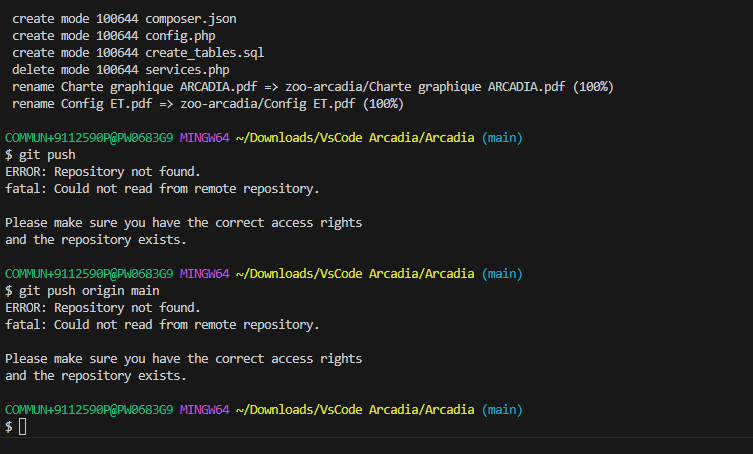 create mode 100644 composer.json
create mode 100644 config.php
create mode 100644 create_tables.sql
delete mode 100644 services.php
rename Charte graphique ARCADIA.pdf => zoo-arcadia/Charte graphique ARCADIA.pdf (100%)
rename Config ET.pdf => zoo-arcadia/Config ET.pdf (100%)
COMMUN+9112590P@PW0683G9 MINGW64 ~/Downloads/VsCode Arcadia/Arcadia (main)
$ git push
ERROR: Repository not found.
fatal: Could not read from remote repository.
Please make sure you have the correct access rights
and the repository exists.
COMMUN+9112590P@PW0683G9 MINGW64 ~/Downloads/VsCode Arcadia/Arcadia (main)
$ git push origin main
ERROR: Repository not found.
fatal: Could not read from remote repository.
Please make sure you have the correct access rights
and the repository exists.
COMMUN+9112590P@PW0683G9 MINGW64 ~/Downloads/VsCode Arcadia/Arcadia (main)
$